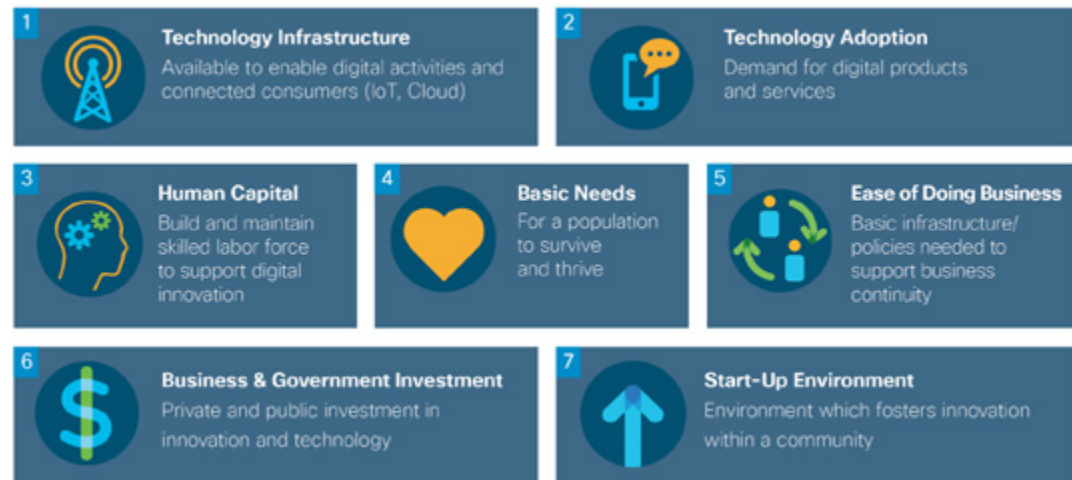 1
Technology Infrastructure
Available to enable digital activities and
connected consumers (IoT, Cloud)
2
Technology Adoption
Demand for digital products
and services
3
Human Capital
Build and maintain
skilled labor force
to support digital
innovation
4
Basic Needs
For a population
to survive
and thrive
5
Ease of Doing Business
Basic infrastructure/
policies needed to
support business
continuity
6
Business & Government Investment
Private and public investment in
innovation and technology
7
Start-Up Environment
Environment which fosters innovation
within a community